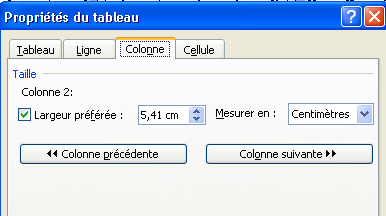 Propriétés du tableau
Tableau Ligne Colonne Cellule
Taille
Colonne 2:
Largeur préférée : 5,41 cm Mesurer en : Centimètres
Colonne précédente Colonne suivante